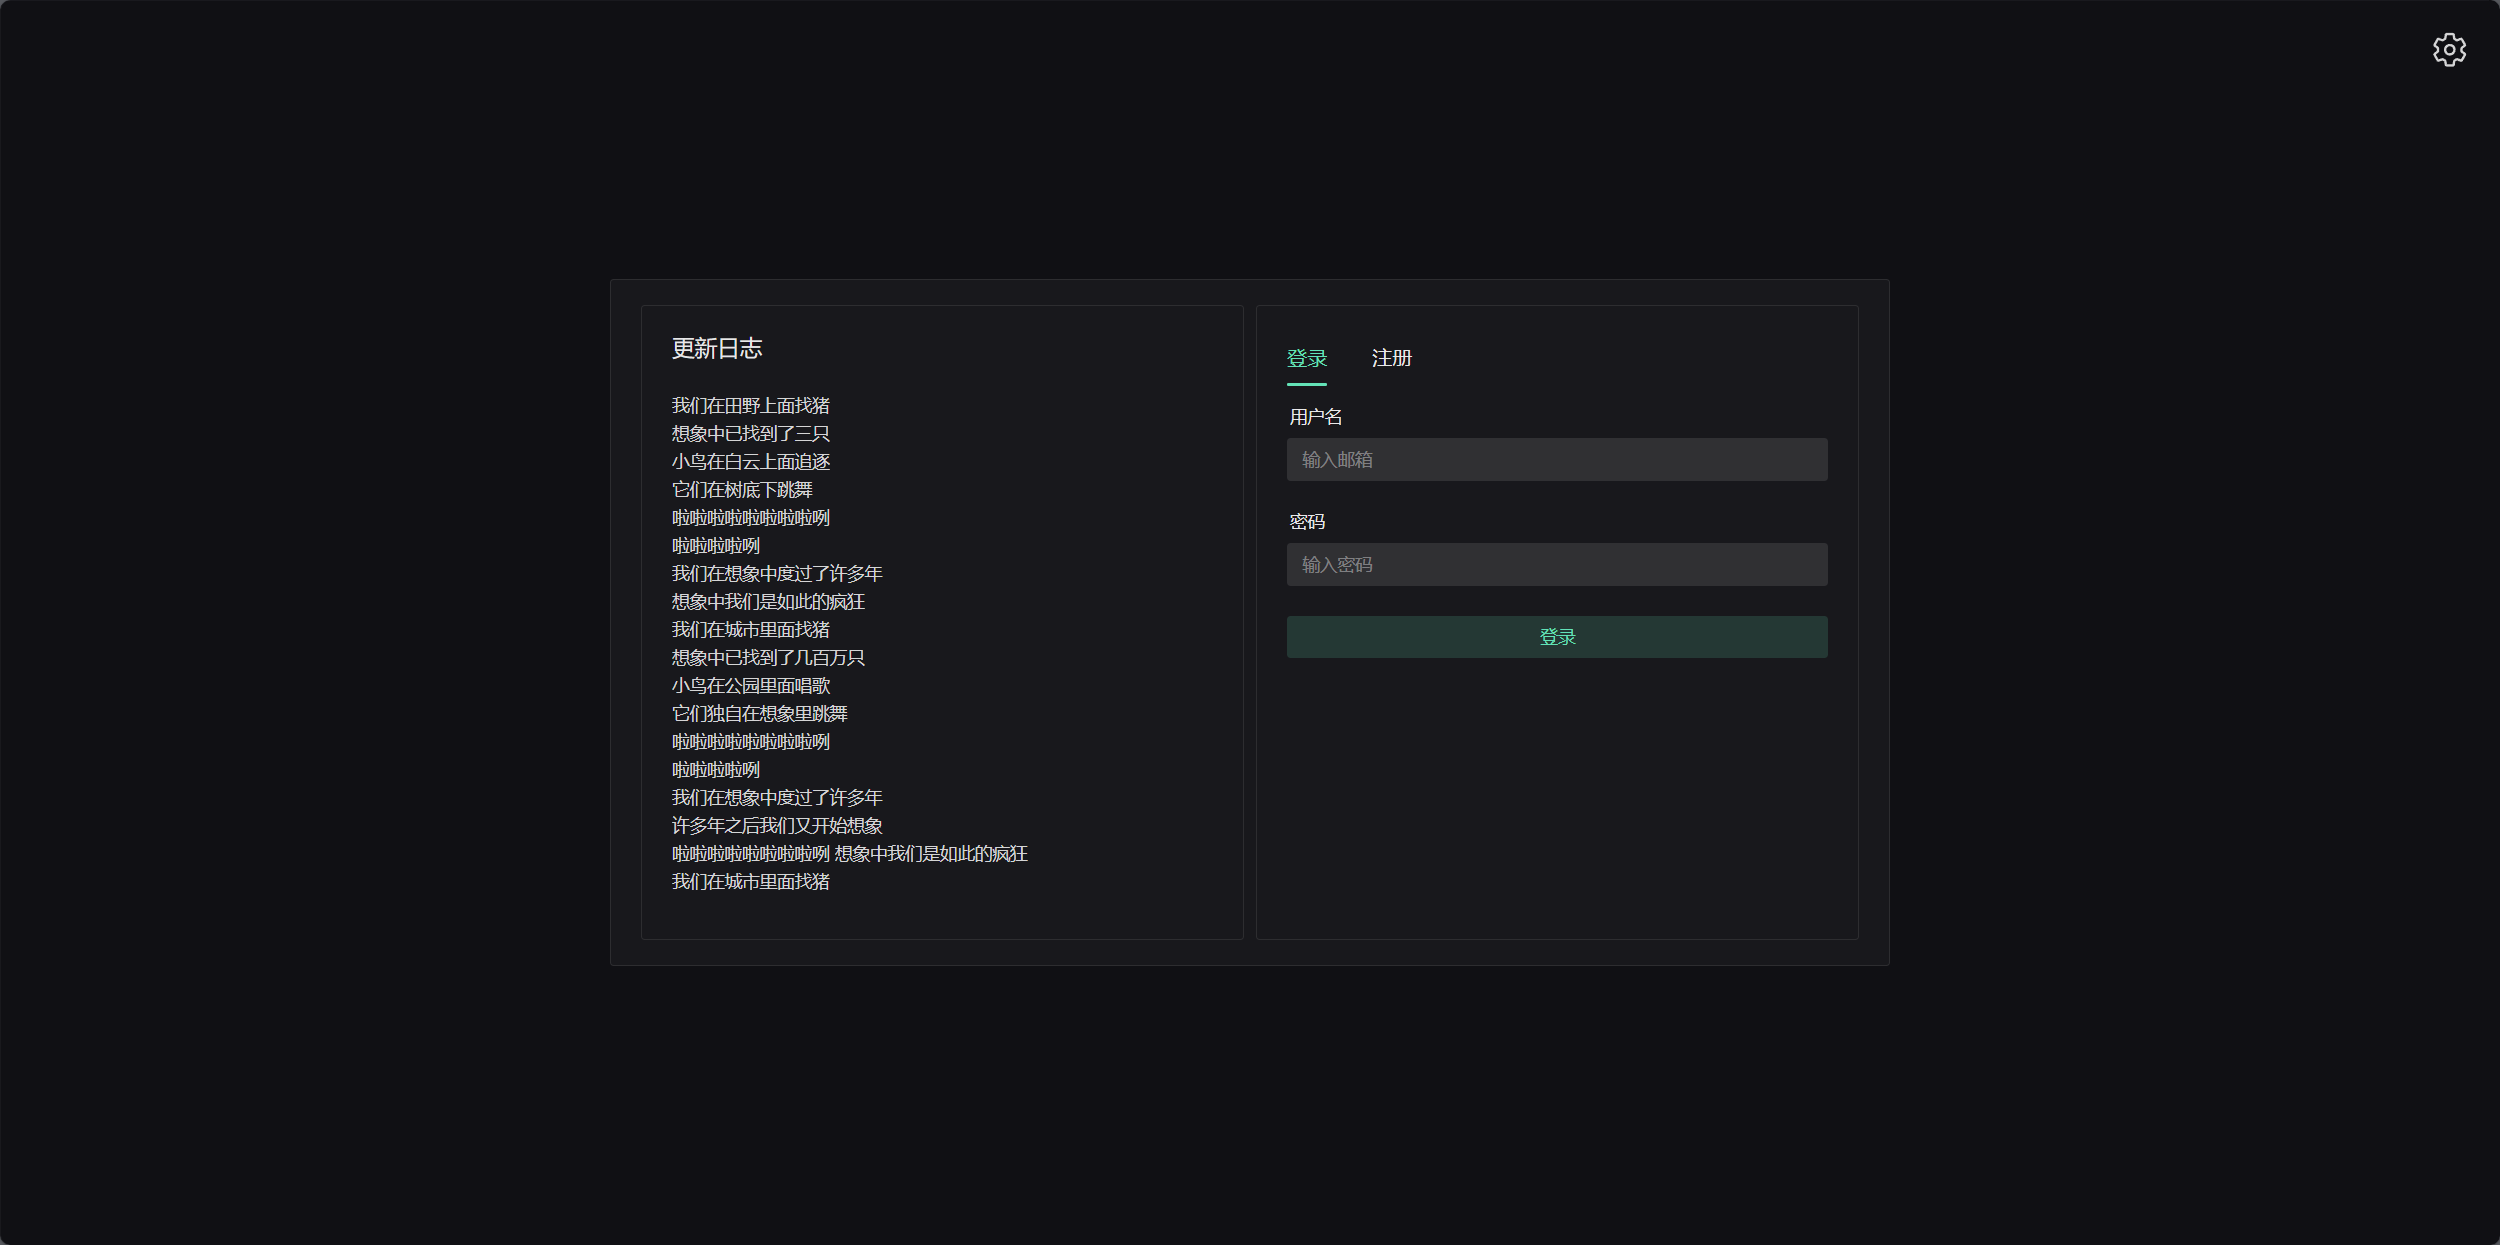 更新日志
我们在田野上面找猪
想象中已找到了三只
小鸟在白云上面追逐
它们在树底下跳舞
啦啦啦啦啦啦啦啦咧
啦啦啦啦咧
我们在想象中度过了许多年
想象中我们是如此的疯狂
我们在城市里面找猪
想象中已找到了几百万只
小鸟在公园里面唱歌
它们独自在想象里跳舞
啦啦啦啦啦啦啦啦咧
啦啦啦啦咧
我们在想象中度过了许多年
许多年之后我们又开始想象
啦啦啦啦啦啦啦啦咧 想象中我们是如此的疯狂
我们在城市里面找猪
登录 注册
用户名
输入邮箱
密码
输入密码
登录